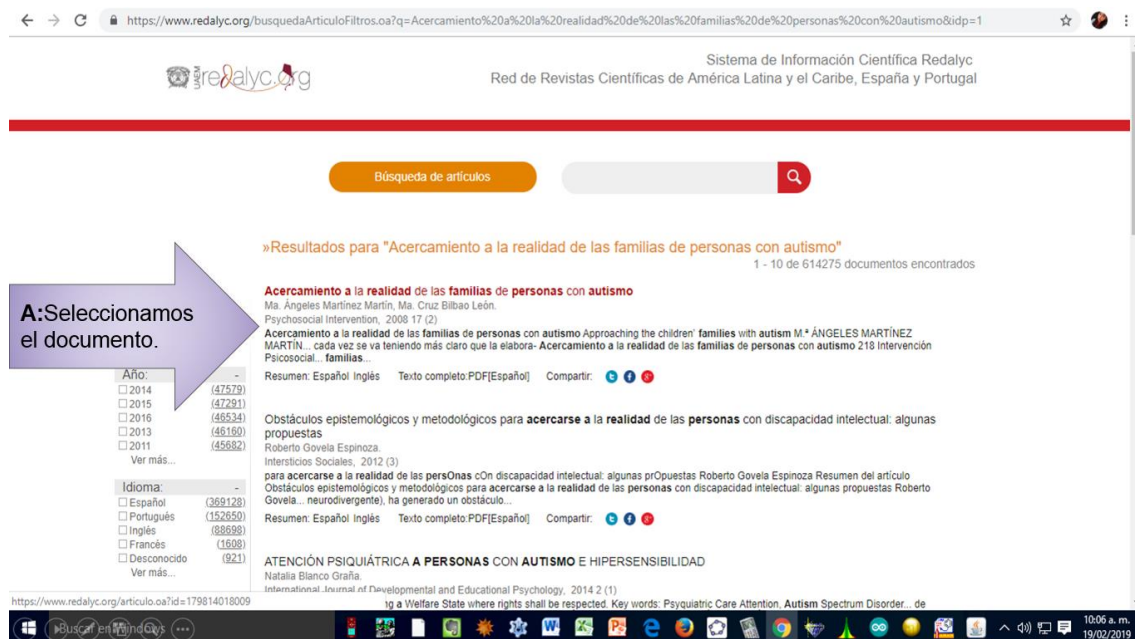 https://www.redalyc.org/busquedaArticuloFiltros.oa?q=Acercamiento%20a%20la%20realidad%20de%20las%20familias%20de%20personas%20con%20autismo&idp=1
UAEM
redalyc.org
Sistema de Información Científica Redalyc
Red de Revistas Científicas de América Latina y el Caribe, España y Portugal
Búsqueda de artículos
»Resultados para "Acercamiento a la realidad de las familias de personas con autismo"
1 - 10 de 614275 documentos encontrados
A:Seleccionamos
el documento.
Acercamiento a la realidad de las familias de personas con autismo
Ma. Ángeles Martínez Martín, Ma. Cruz Bilbao León.
Psychosocial Intervention, 2008 17 (2)
Acercamiento a la realidad de las familias de personas con autismo Approaching the children' families with autism M.ª ÁNGELES MARTÍNEZ
MARTÍN... cada vez se va teniendo más claro que la elabora- Acercamiento a la realidad de las familias de personas con autismo 218 Intervención
Psicosocial... familias...
Resumen: Español Inglés Texto completo:PDF[Español] Compartir:
Año: -
2014 (47579)
2015 (47291)
2016 (46534)
2013 (46160)
2011 (45682)
Ver más...
Idioma: -
Español (369128)
Portugués (152650)
Inglés (88698)
Francés (1608)
Desconocido (921)
Ver más...
Obstáculos epistemológicos y metodológicos para acercarse a la realidad de las personas con discapacidad intelectual: algunas
propuestas
Roberto Govela Espinoza.
Intersticios Sociales, 2012 (3)
para acercarse a la realidad de las persOnas cOn discapacidad intelectual: algunas prOpuestas Roberto Govela Espinoza Resumen del artículo
Obstáculos epistemológicos y metodológicos para acercarse a la realidad de las personas con discapacidad intelectual: algunas propuestas Roberto
Govela... neurodivergente), ha generado un obstáculo...
Resumen: Español Inglés Texto completo:PDF[Español] Compartir:
ATENCIÓN PSIQUIÁTRICA A PERSONAS CON AUTISMO E HIPERSENSIBILIDAD
Natalia Blanco Graña.
International Journal of Developmental and Educational Psychology, 2014 2 (1)
a Welfare State where rights shall be respected. Key words: Psyquiatric Care Attention, Autism Spectrum Disorder... de
https://www.redalyc.org/articulo.oa?id=179814018009
Buscar en Windows
10:06 a. m.
19/02/2019